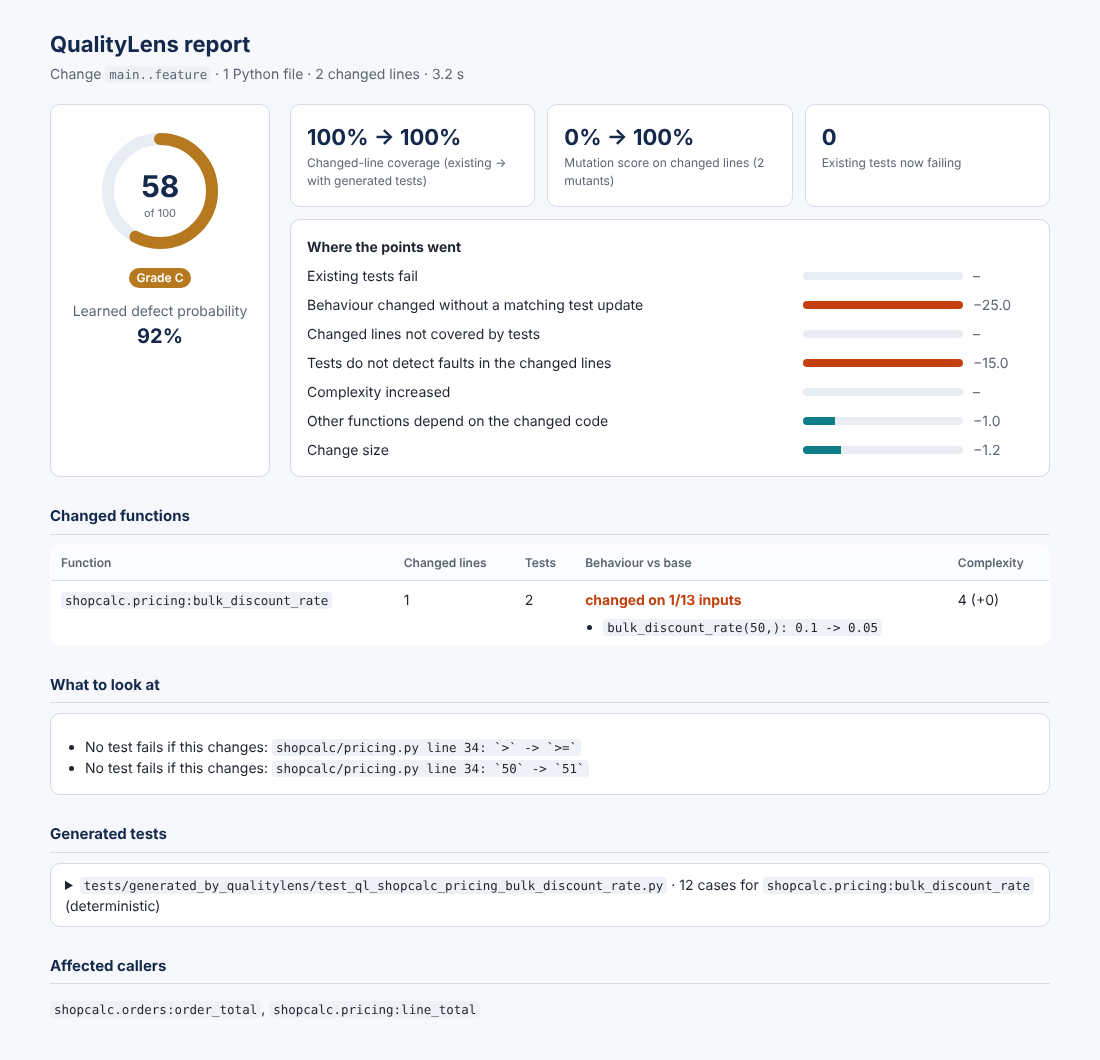 QualityLens report
Change main..feature · 1 Python file · 2 changed lines · 3.2 s
58
of 100
Grade C
Learned defect probability
92%
100% → 100%
Changed-line coverage (existing →
with generated tests)
0% → 100%
Mutation score on changed lines (2
mutants)
0
Existing tests now failing
Where the points went
Existing tests fail –
Behaviour changed without a matching test update −25.0
Changed lines not covered by tests –
Tests do not detect faults in the changed lines −15.0
Complexity increased –
Other functions depend on the changed code −1.0
Change size −1.2
Changed functions
Function Changed lines Tests Behaviour vs base Complexity
shopcalc.pricing:bulk_discount_rate 1 2 changed on 1/13 inputs 4 (+0)
• bulk_discount_rate(50,): 0.1 -> 0.05
What to look at
• No test fails if this changes: shopcalc/pricing.py line 34: `>` -> `>=`
• No test fails if this changes: shopcalc/pricing.py line 34: `50` -> `51`
Generated tests
▶ tests/generated_by_qualitylens/test_ql_shopcalc_pricing_bulk_discount_rate.py · 12 cases for shopcalc.pricing:bulk_discount_rate
(deterministic)
Affected callers
shopcalc.orders:order_total, shopcalc.pricing:line_total